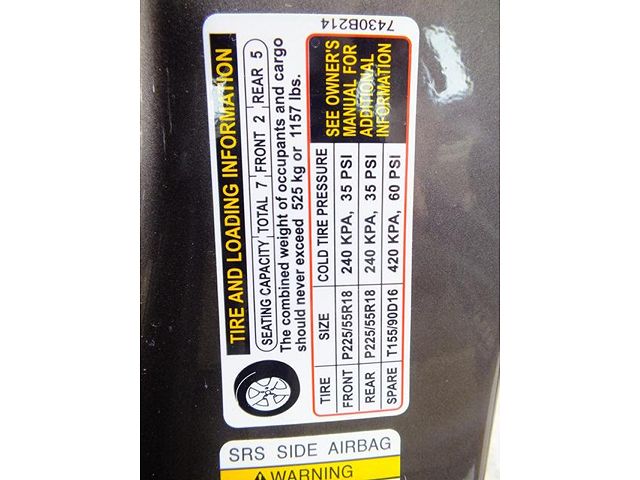 TIRE AND LOADING INFORMATION
SEATING CAPACITY TOTAL 7 FRONT 2 REAR 5
The combined weight of occupants and cargo
should never exceed 525 kg or 1157 lbs.
TIRE SIZE COLD TIRE PRESSURE
FRONT P225/55R18 240 KPA, 35 PSI
REAR P225/55R18 240 KPA, 35 PSI
SPARE T155/90D16 420 KPA, 60 PSI
SEE OWNER'S
MANUAL FOR
ADDITIONAL
INFORMATION
7430B214
SRS SIDE AIRBAG
WARNING